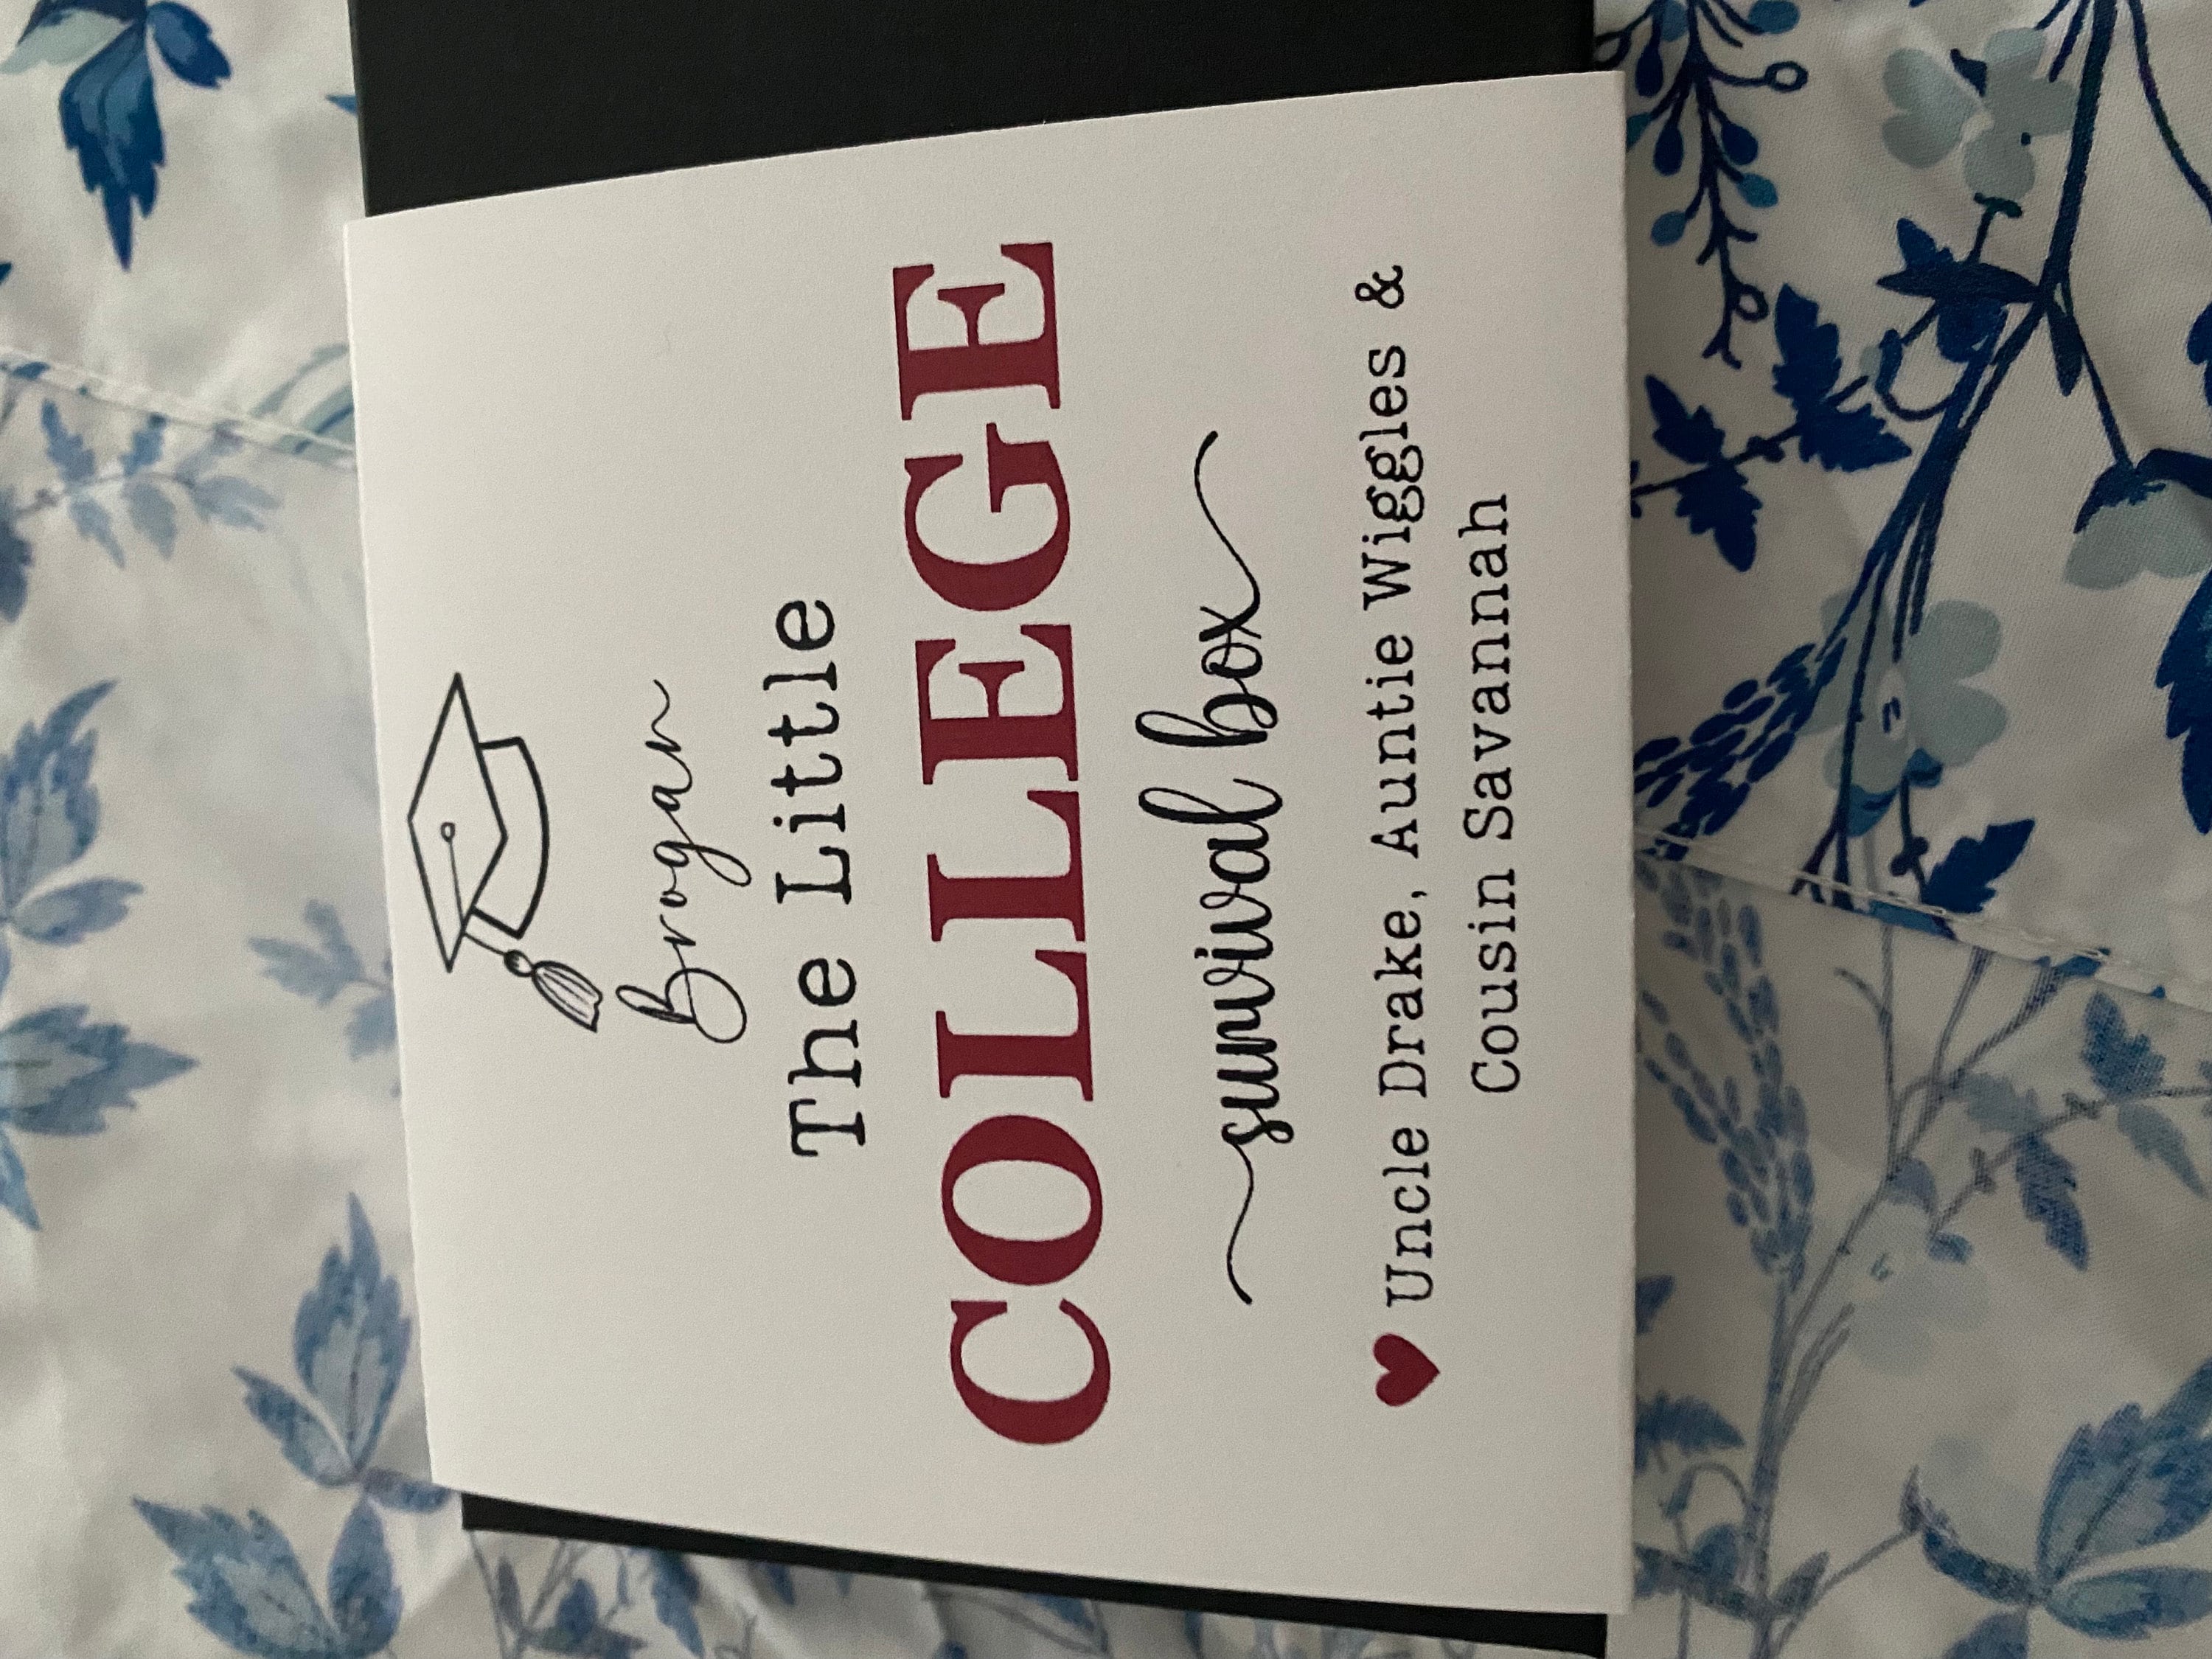 Brogan
The Little
COLLEGE
survival box
Uncle Drake, Auntie Wiggles &
Cousin Savannah